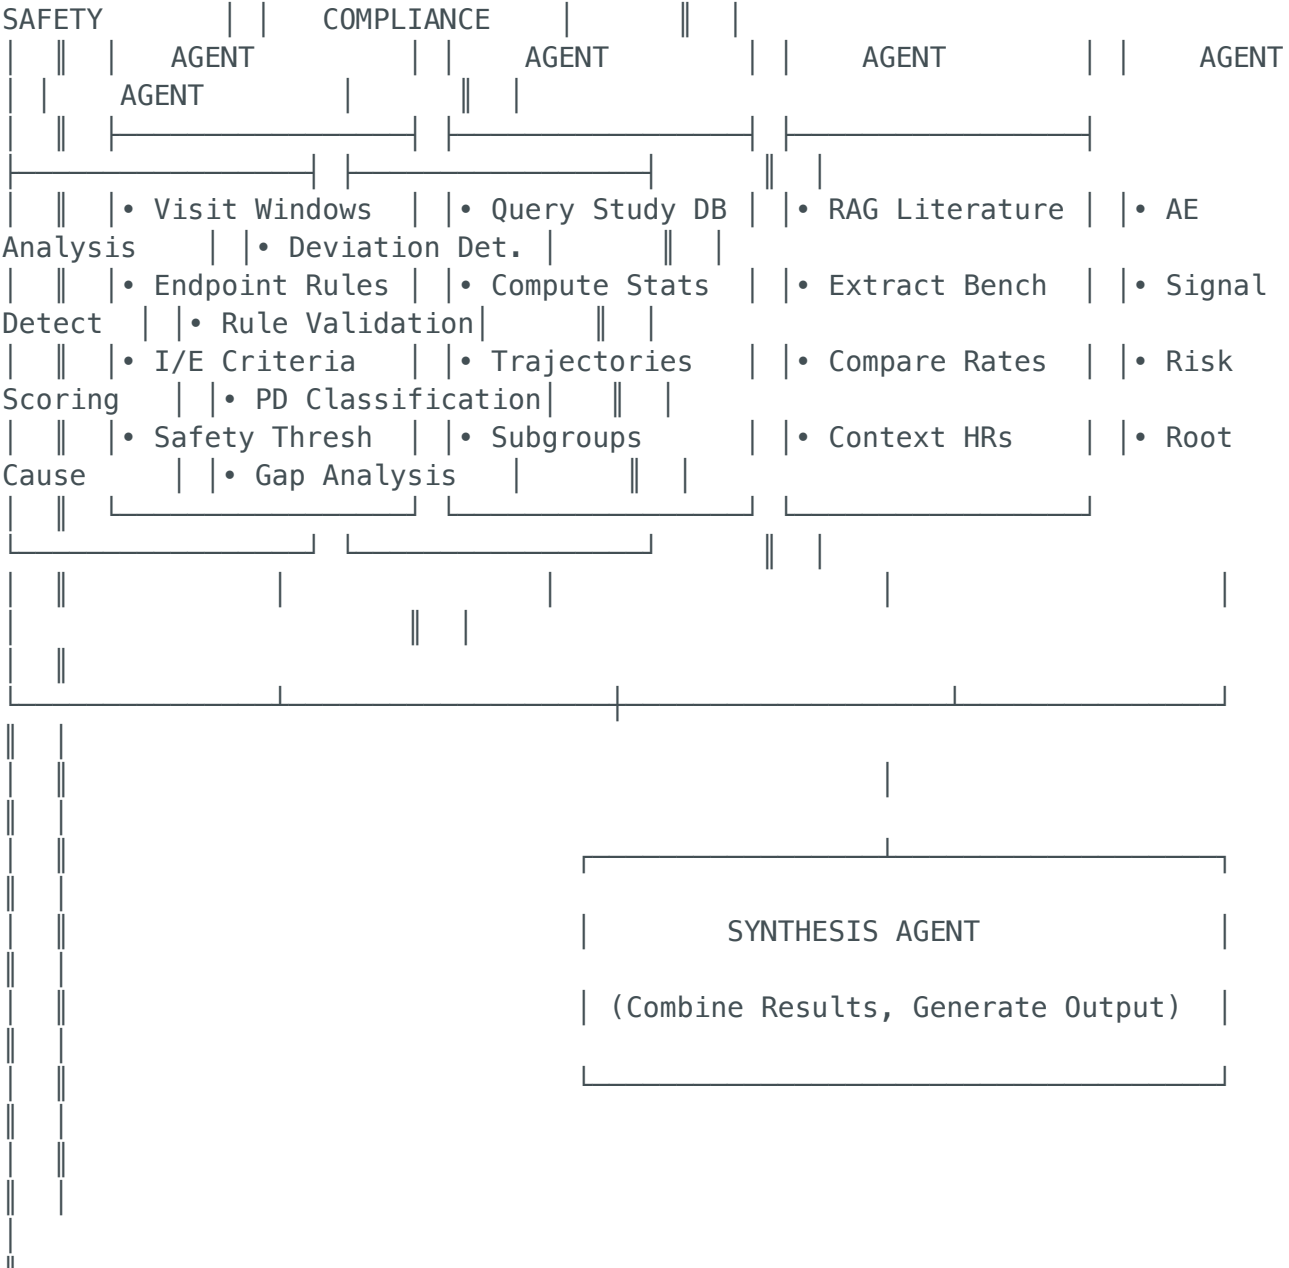 SAFETY       │ │   COMPLIANCE    │      ║  │
│  ║  │   AGENT         │ │    AGENT        │ │    AGENT        │ │    AGENT
│ │    AGENT        │      ║  │
│  ║  ├─────────────────┤ ├─────────────────┤ ├─────────────────┤
├─────────────────┤ ├─────────────────┤      ║  │
│  ║  │• Visit Windows  │ │• Query Study DB │ │• RAG Literature │ │• AE
Analysis    │ │• Deviation Det. │      ║  │
│  ║  │• Endpoint Rules │ │• Compute Stats  │ │• Extract Bench  │ │• Signal
Detect  │ │• Rule Validation│      ║  │
│  ║  │• I/E Criteria   │ │• Trajectories   │ │• Compare Rates  │ │• Risk
Scoring   │ │• PD Classification│   ║  │
│  ║  │• Safety Thresh  │ │• Subgroups      │ │• Context HRs    │ │• Root
Cause     │ │• Gap Analysis   │      ║  │
│  ║  └─────────────────┘ └─────────────────┘ └─────────────────┘
└─────────────────┘ └─────────────────┘      ║  │
│  ║            │               │                   │                   │
│                       ║  │
│  ║
└───────────────┴───────────────────┼───────────────────┴───────────────┘
║  │
│  ║                                                │
║  │
│  ║                              ┌─────────────────┴───────────────────┐
║  │
│  ║                              │        SYNTHESIS AGENT              │
║  │
│  ║                              │ (Combine Results, Generate Output)  │
║  │
│  ║                              └─────────────────────────────────────┘
║  │
│  ║
║  │
│
║